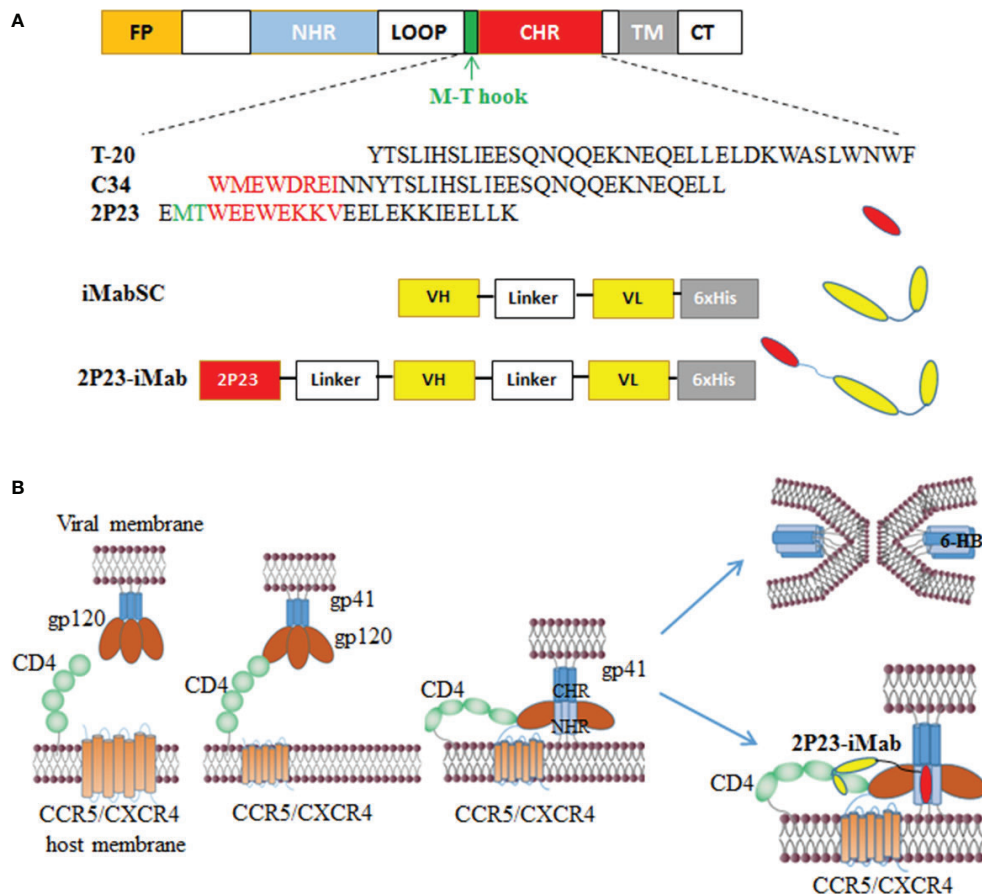 A
FP NHR LOOP CHR TM CT
M-T hook
T-20 YTSLIHSLIEESQNQQEKNEQELLELDKWASLWNWF
C34 WMEWDREINNYTSLIHSLIEESQNQQEKNEQELL
2P23 EMTWEEWEKKVEELEKKIEELLK
iMabSC VH Linker VL 6xHis
2P23-iMab 2P23 Linker VH Linker VL 6xHis
B
Viral membrane
gp120
CD4
CCR5/CXCR4
host membrane
gp41
gp120
CD4
CCR5/CXCR4
gp41
CD4
CHR
NHR
CCR5/CXCR4
6-HB
2P23-iMab
CD4
CCR5/CXCR4